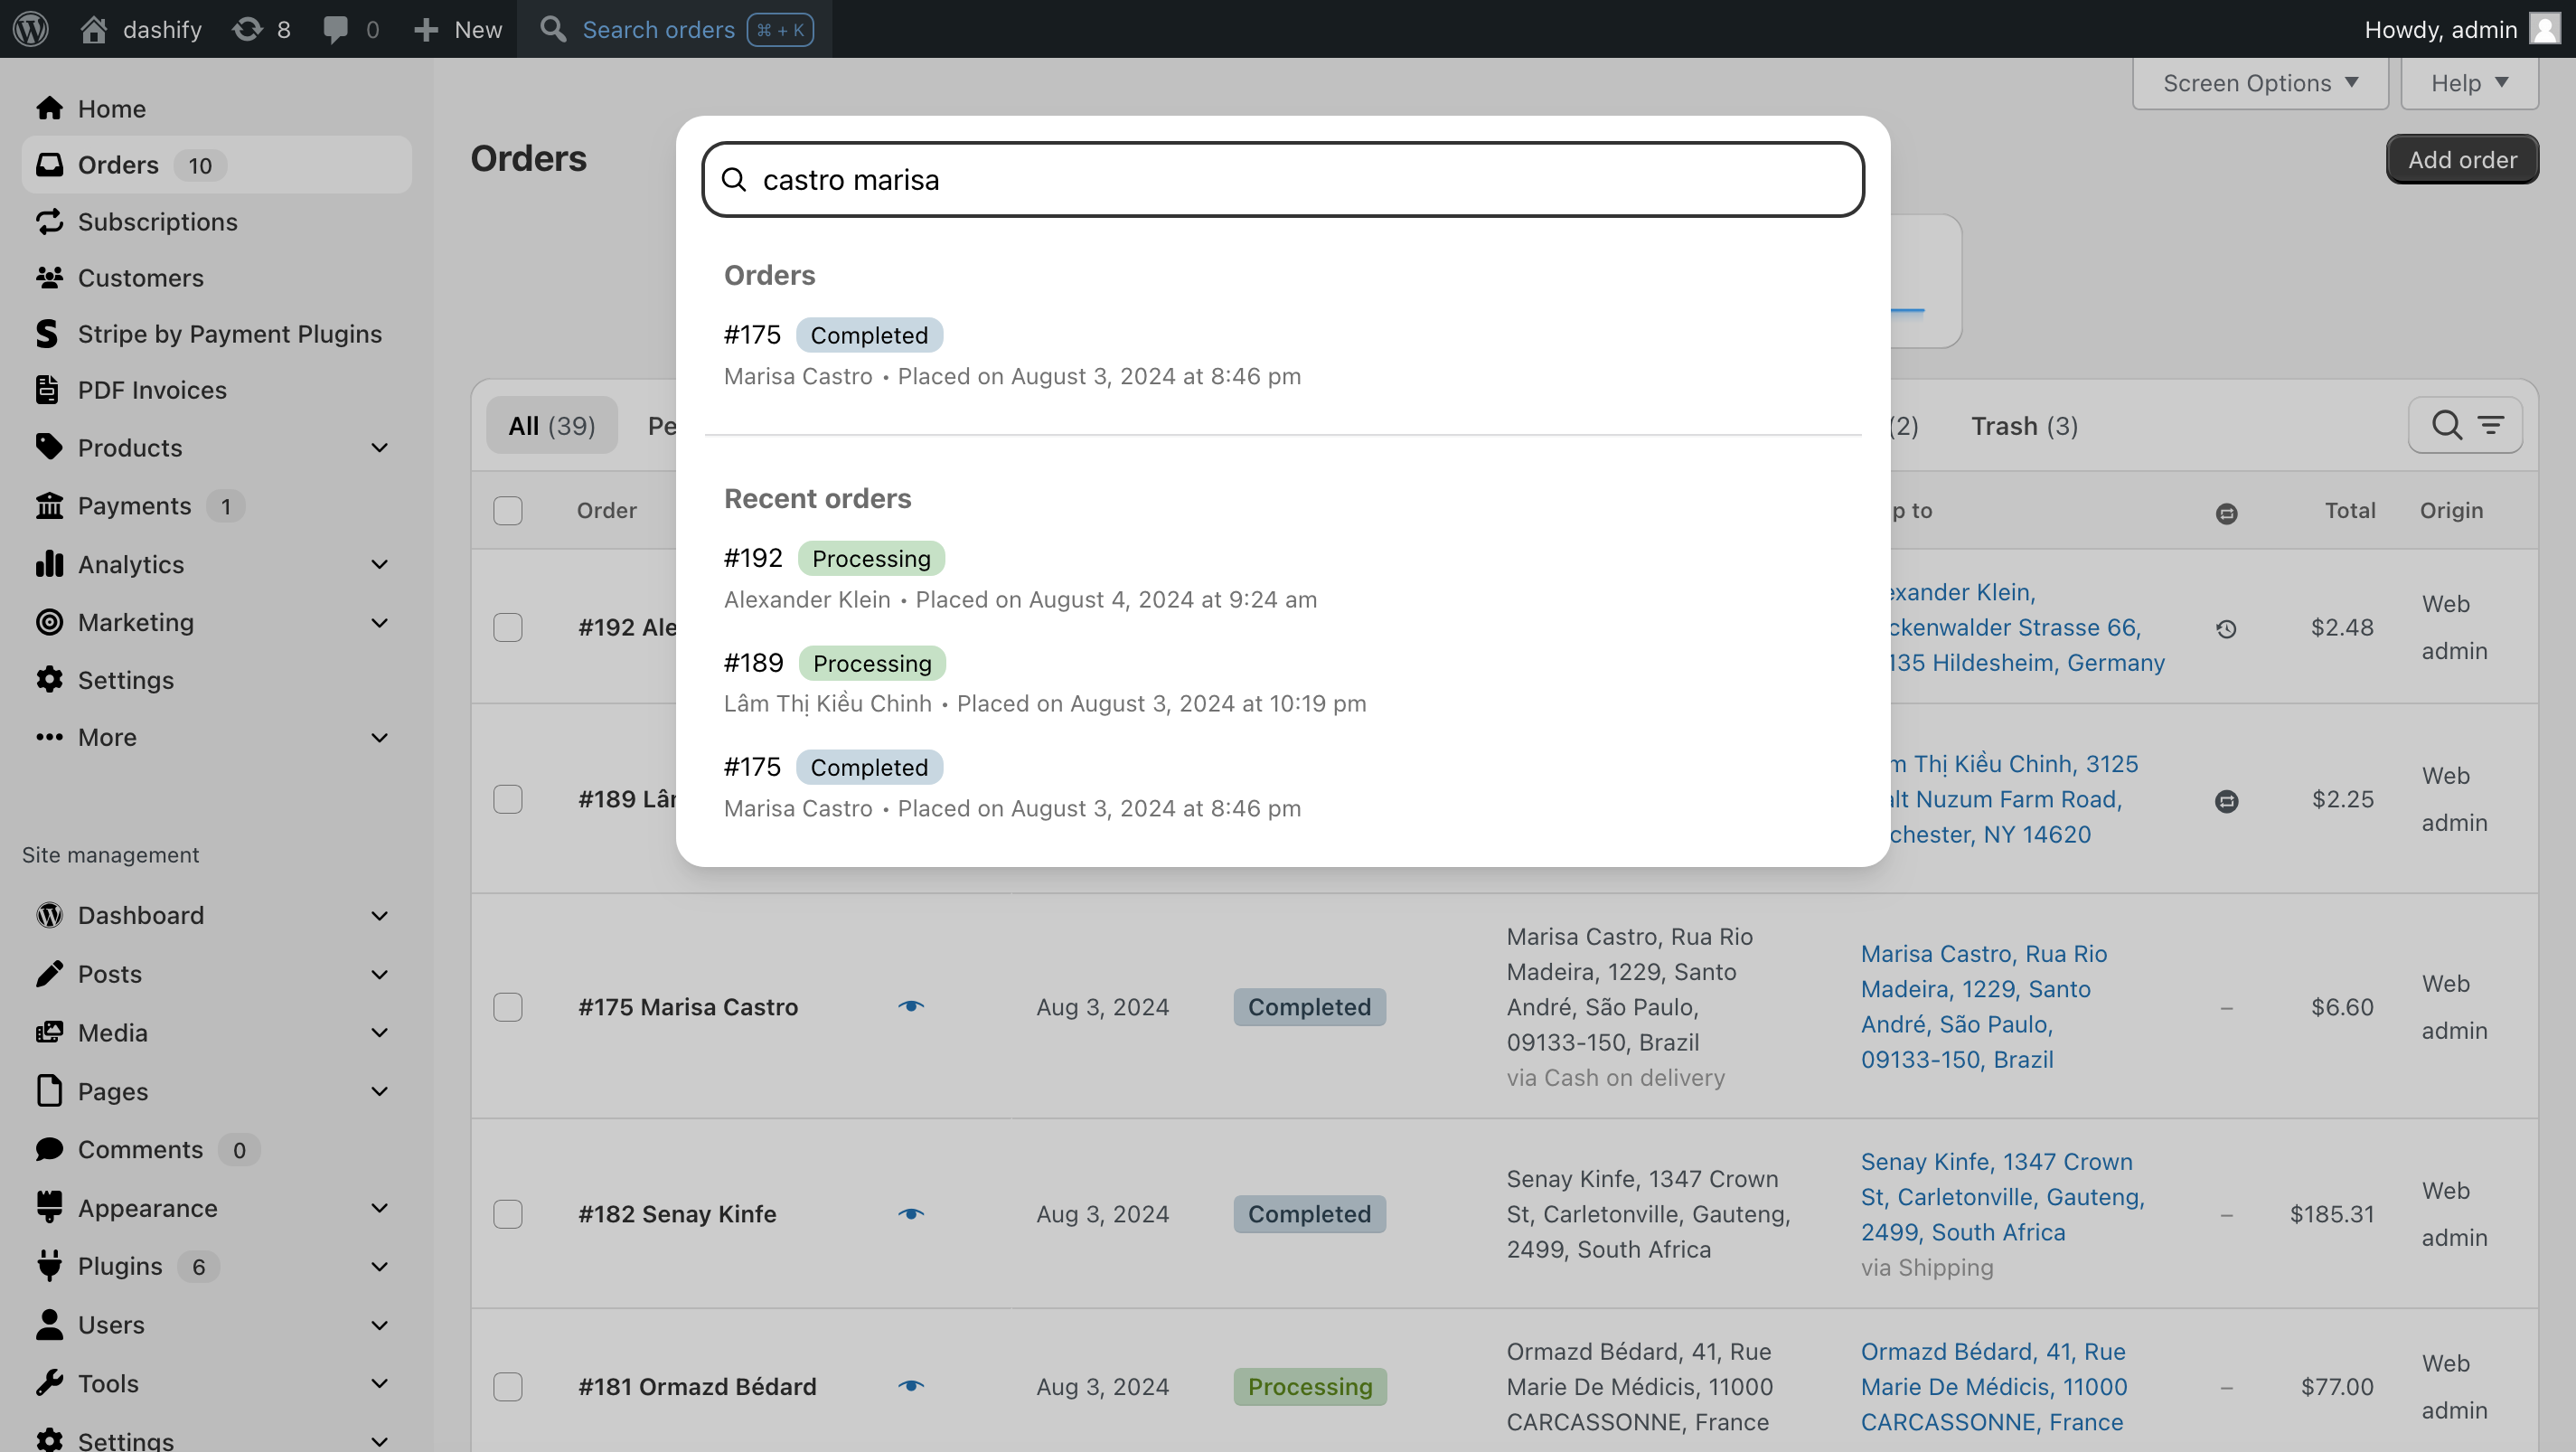 dashify 8 0 New Search orders ⌘ + K Howdy, admin
Screen Options Help
Home
Orders 10
Subscriptions
Customers
Stripe by Payment Plugins
PDF Invoices
Products
Payments 1
Analytics
Marketing
Settings
More
Site management
Dashboard
Posts
Media
Pages
Comments 0
Appearance
Plugins 6
Users
Tools
Settings
Orders
Add order
castro marisa
Orders
#175 Completed
Marisa Castro • Placed on August 3, 2024 at 8:46 pm
Recent orders
#192 Processing
Alexander Klein • Placed on August 4, 2024 at 9:24 am
#189 Processing
Lâm Thị Kiều Chinh • Placed on August 3, 2024 at 10:19 pm
#175 Completed
Marisa Castro • Placed on August 3, 2024 at 8:46 pm
All (39) Pe (2) Trash (3)
Order p to Total Origin
#192 Ale
exander Klein,
ckenwalder Strasse 66,
135 Hildesheim, Germany
$2.48
Web
admin
#189 Lâ
m Thị Kiều Chinh, 3125
alt Nuzum Farm Road,
chester, NY 14620
$2.25
Web
admin
#175 Marisa Castro
Aug 3, 2024
Completed
Marisa Castro, Rua Rio
Madeira, 1229, Santo
André, São Paulo,
09133-150, Brazil
via Cash on delivery
Marisa Castro, Rua Rio
Madeira, 1229, Santo
André, São Paulo,
09133-150, Brazil
–
$6.60
Web
admin
#182 Senay Kinfe
Aug 3, 2024
Completed
Senay Kinfe, 1347 Crown
St, Carletonville, Gauteng,
2499, South Africa
Senay Kinfe, 1347 Crown
St, Carletonville, Gauteng,
2499, South Africa
via Shipping
–
$185.31
Web
admin
#181 Ormazd Bédard
Aug 3, 2024
Processing
Ormazd Bédard, 41, Rue
Marie De Médicis, 11000
CARCASSONNE, France
Ormazd Bédard, 41, Rue
Marie De Médicis, 11000
CARCASSONNE, France
–
$77.00
Web
admin